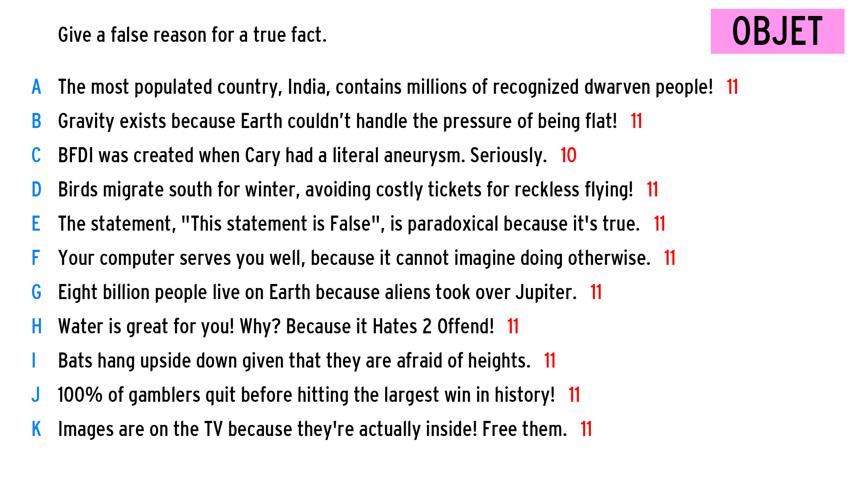 Give a false reason for a true fact.
OBJET
A The most populated country, India, contains millions of recognized dwarven people! 11
B Gravity exists because Earth couldn't handle the pressure of being flat! 11
C BFDI was created when Cary had a literal aneurysm. Seriously. 10
D Birds migrate south for winter, avoiding costly tickets for reckless flying! 11
E The statement, "This statement is False", is paradoxical because it's true. 11
F Your computer serves you well, because it cannot imagine doing otherwise. 11
G Eight billion people live on Earth because aliens took over Jupiter. 11
H Water is great for you! Why? Because it Hates 2 Offend! 11
I Bats hang upside down given that they are afraid of heights. 11
J 100% of gamblers quit before hitting the largest win in history! 11
K Images are on the TV because they're actually inside! Free them. 11